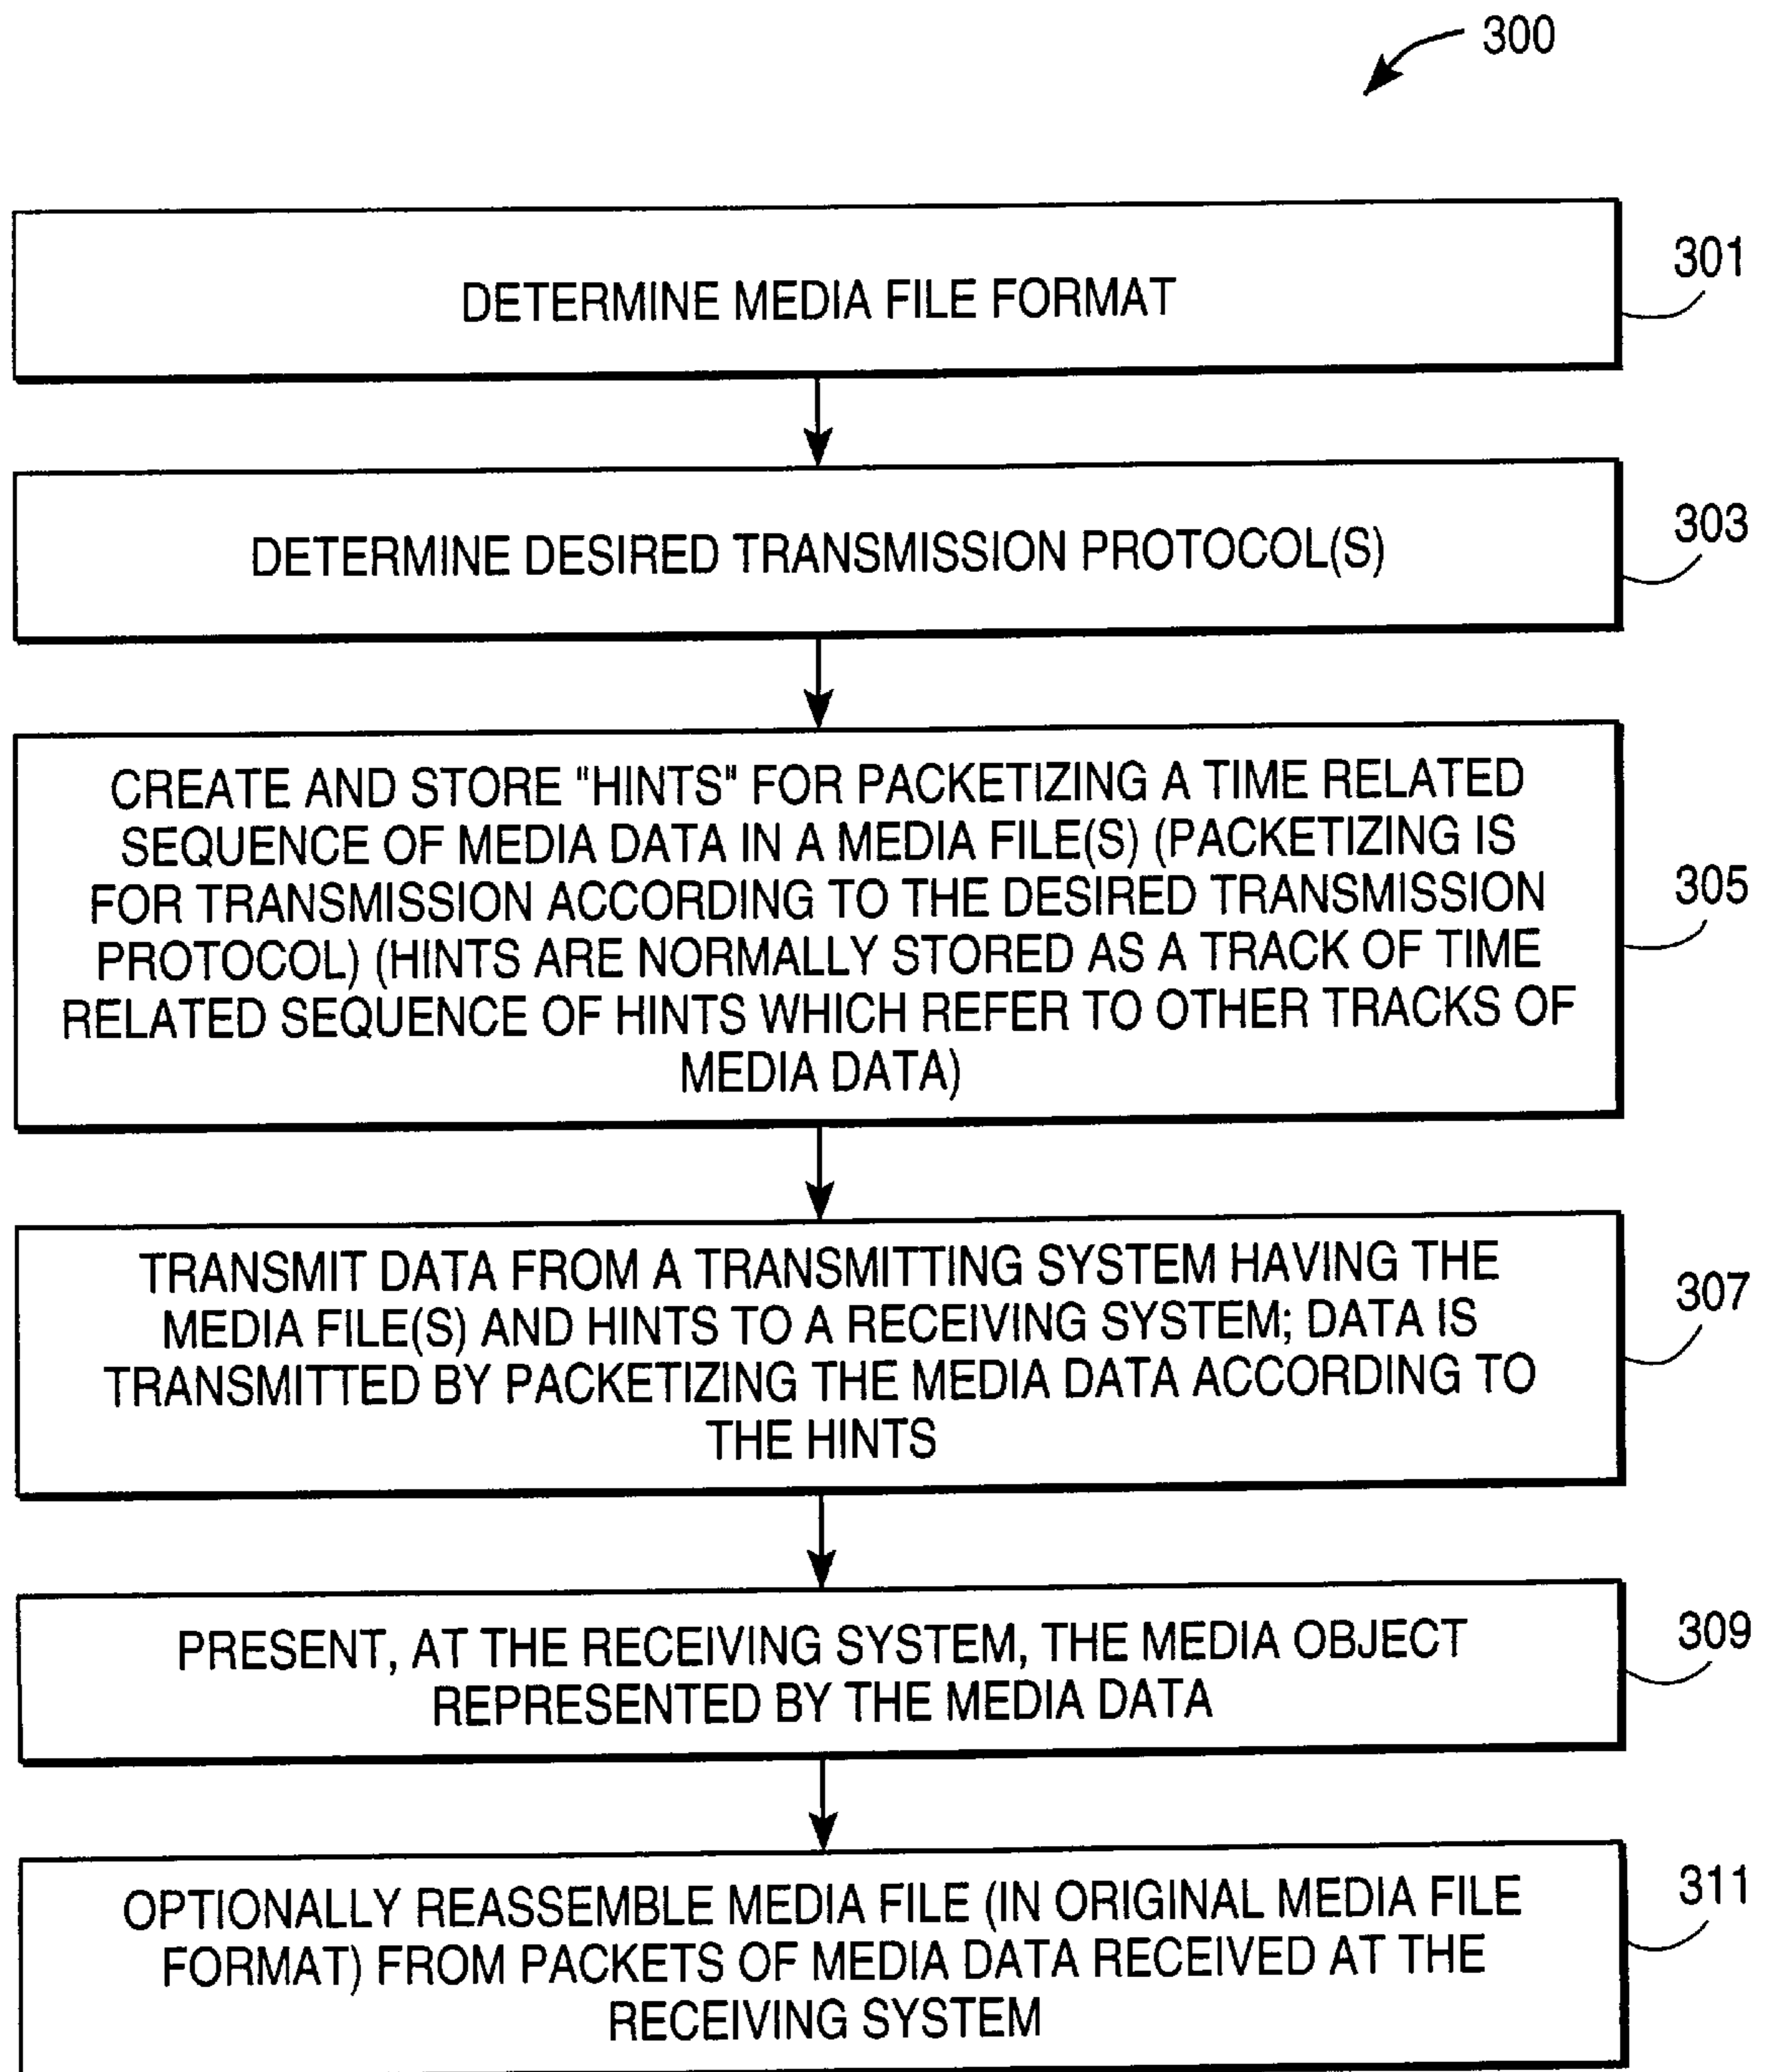 300
DETERMINE MEDIA FILE FORMAT
301
DETERMINE DESIRED TRANSMISSION PROTOCOL(S)
303
CREATE AND STORE "HINTS" FOR PACKETIZING A TIME RELATED
SEQUENCE OF MEDIA DATA IN A MEDIA FILE(S) (PACKETIZING IS
FOR TRANSMISSION ACCORDING TO THE DESIRED TRANSMISSION
PROTOCOL) (HINTS ARE NORMALLY STORED AS A TRACK OF TIME
RELATED SEQUENCE OF HINTS WHICH REFER TO OTHER TRACKS OF
MEDIA DATA)
305
TRANSMIT DATA FROM A TRANSMITTING SYSTEM HAVING THE
MEDIA FILE(S) AND HINTS TO A RECEIVING SYSTEM; DATA IS
TRANSMITTED BY PACKETIZING THE MEDIA DATA ACCORDING TO
THE HINTS
307
PRESENT, AT THE RECEIVING SYSTEM, THE MEDIA OBJECT
REPRESENTED BY THE MEDIA DATA
309
OPTIONALLY REASSEMBLE MEDIA FILE (IN ORIGINAL MEDIA FILE
FORMAT) FROM PACKETS OF MEDIA DATA RECEIVED AT THE
RECEIVING SYSTEM
311